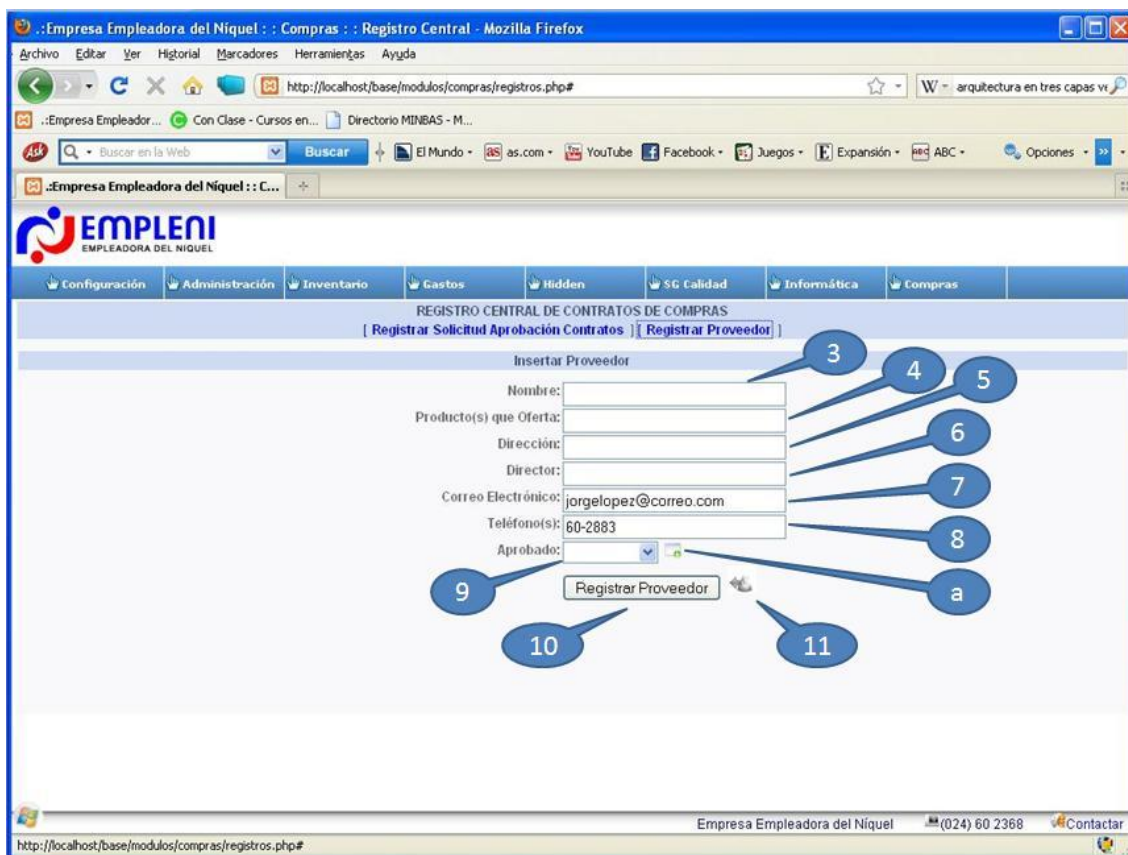 .:Empresa Empleadora del Níquel : : Compras : : Registro Central - Mozilla Firefox
Archivo Editar Ver Historial Marcadores Herramientas Ayuda
http://localhost/base/modulos/compras/registros.php#
W arquitectura en tres capas ve
.:Empresa Empleador... Con Clase - Cursos en... Directorio MINBAS - M...
Ask Buscar en la Web Buscar El Mundo as as.com YouTube Facebook Juegos E Expansión ABC ABC Opciones »
.:Empresa Empleadora del Níquel : : C...
EMPLENI
EMPLEADORA DEL NIQUEL
Configuración Administración Inventario Gastos Hidden SG Calidad Informática Compras
REGISTRO CENTRAL DE CONTRATOS DE COMPRAS
[ Registrar Solicitud Aprobación Contratos ] [ Registrar Proveedor ]
Insertar Proveedor
3
Nombre:
4
Producto(s) que Oferta:
5
Dirección:
6
Director:
7
Correo Electrónico: jorgelopez@correo.com
8
Teléfono(s): 60-2883
Aprobado:
9
a
Registrar Proveedor
10
11
Empresa Empleadora del Níquel (024) 60 2368 Contactar
http://localhost/base/modulos/compras/registros.php#